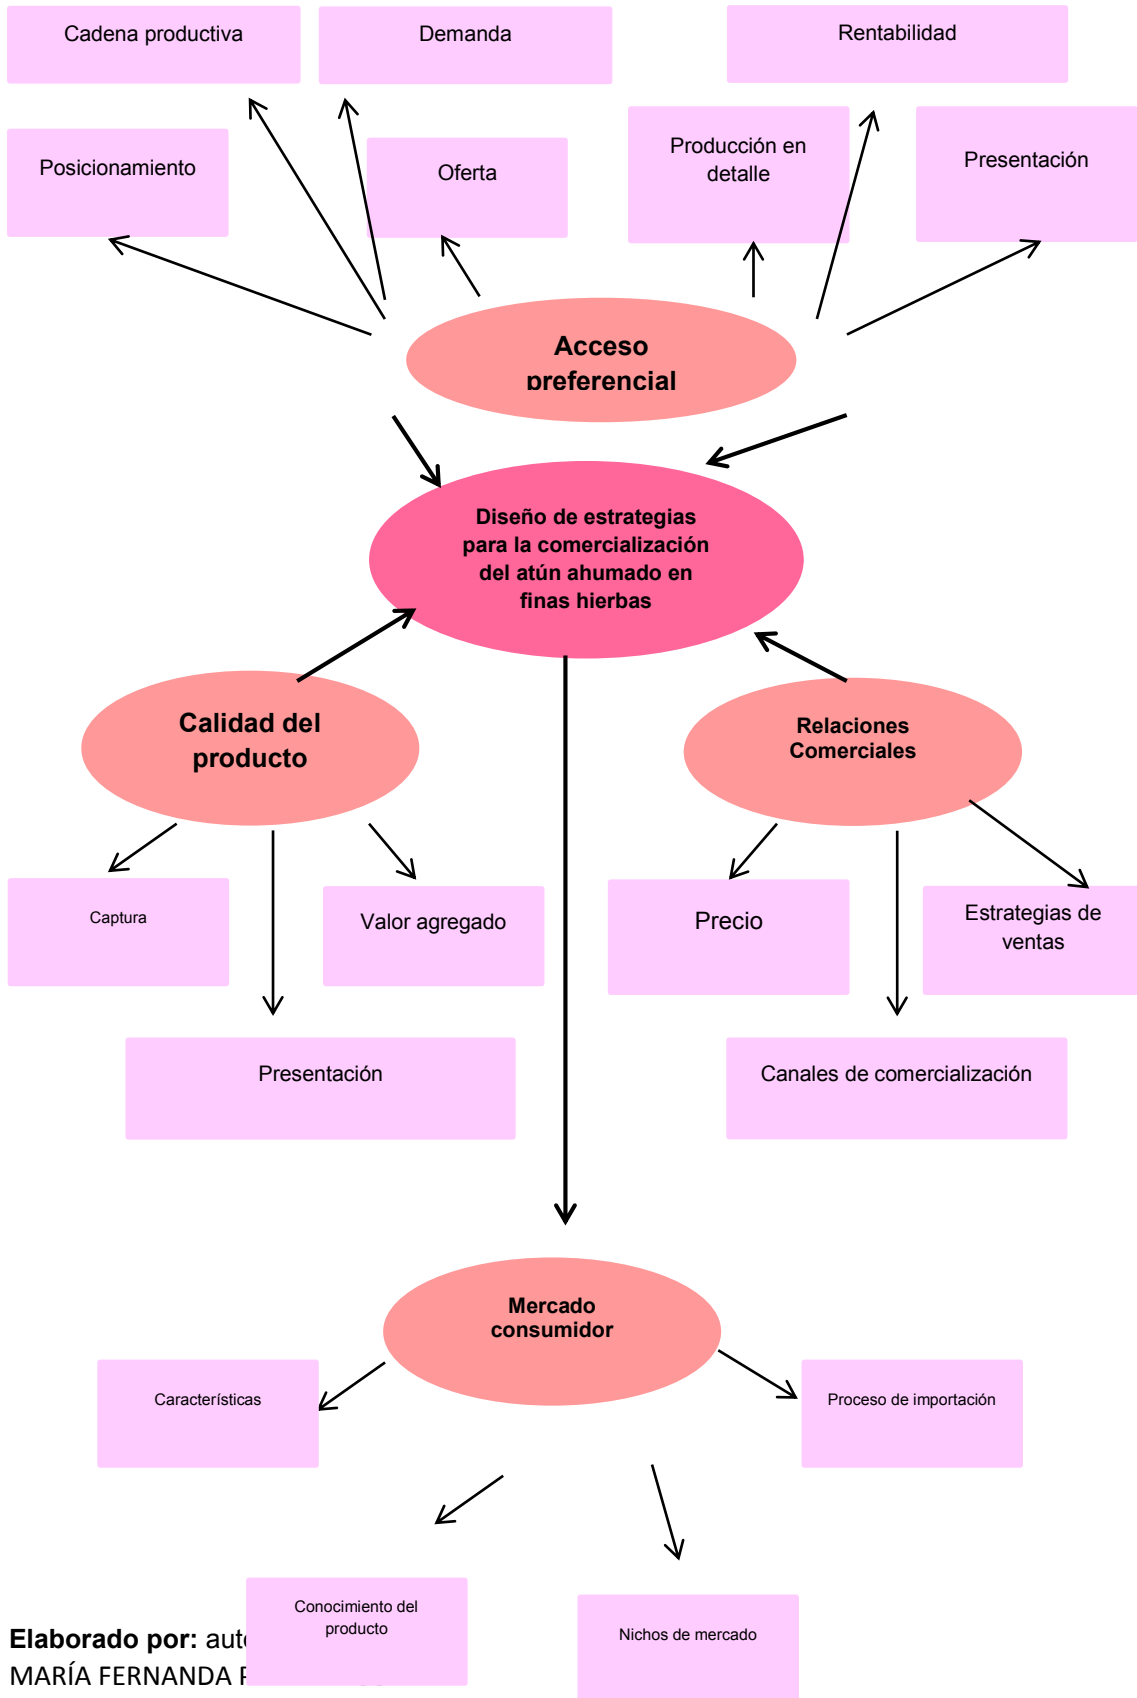 Cadena productiva
Demanda
Rentabilidad
Posicionamiento
Oferta
Producción en
detalle
Presentación
Acceso
preferencial
Diseño de estrategias
para la comercialización
del atún ahumado en
finas hierbas
Calidad del
producto
Relaciones
Comerciales
Captura
Valor agregado
Precio
Estrategias de
ventas
Presentación
Canales de comercialización
Mercado
consumidor
Características
Proceso de importación
Conocimiento del
producto
Nichos de mercado
Elaborado por:
MARÍA FERNANDA